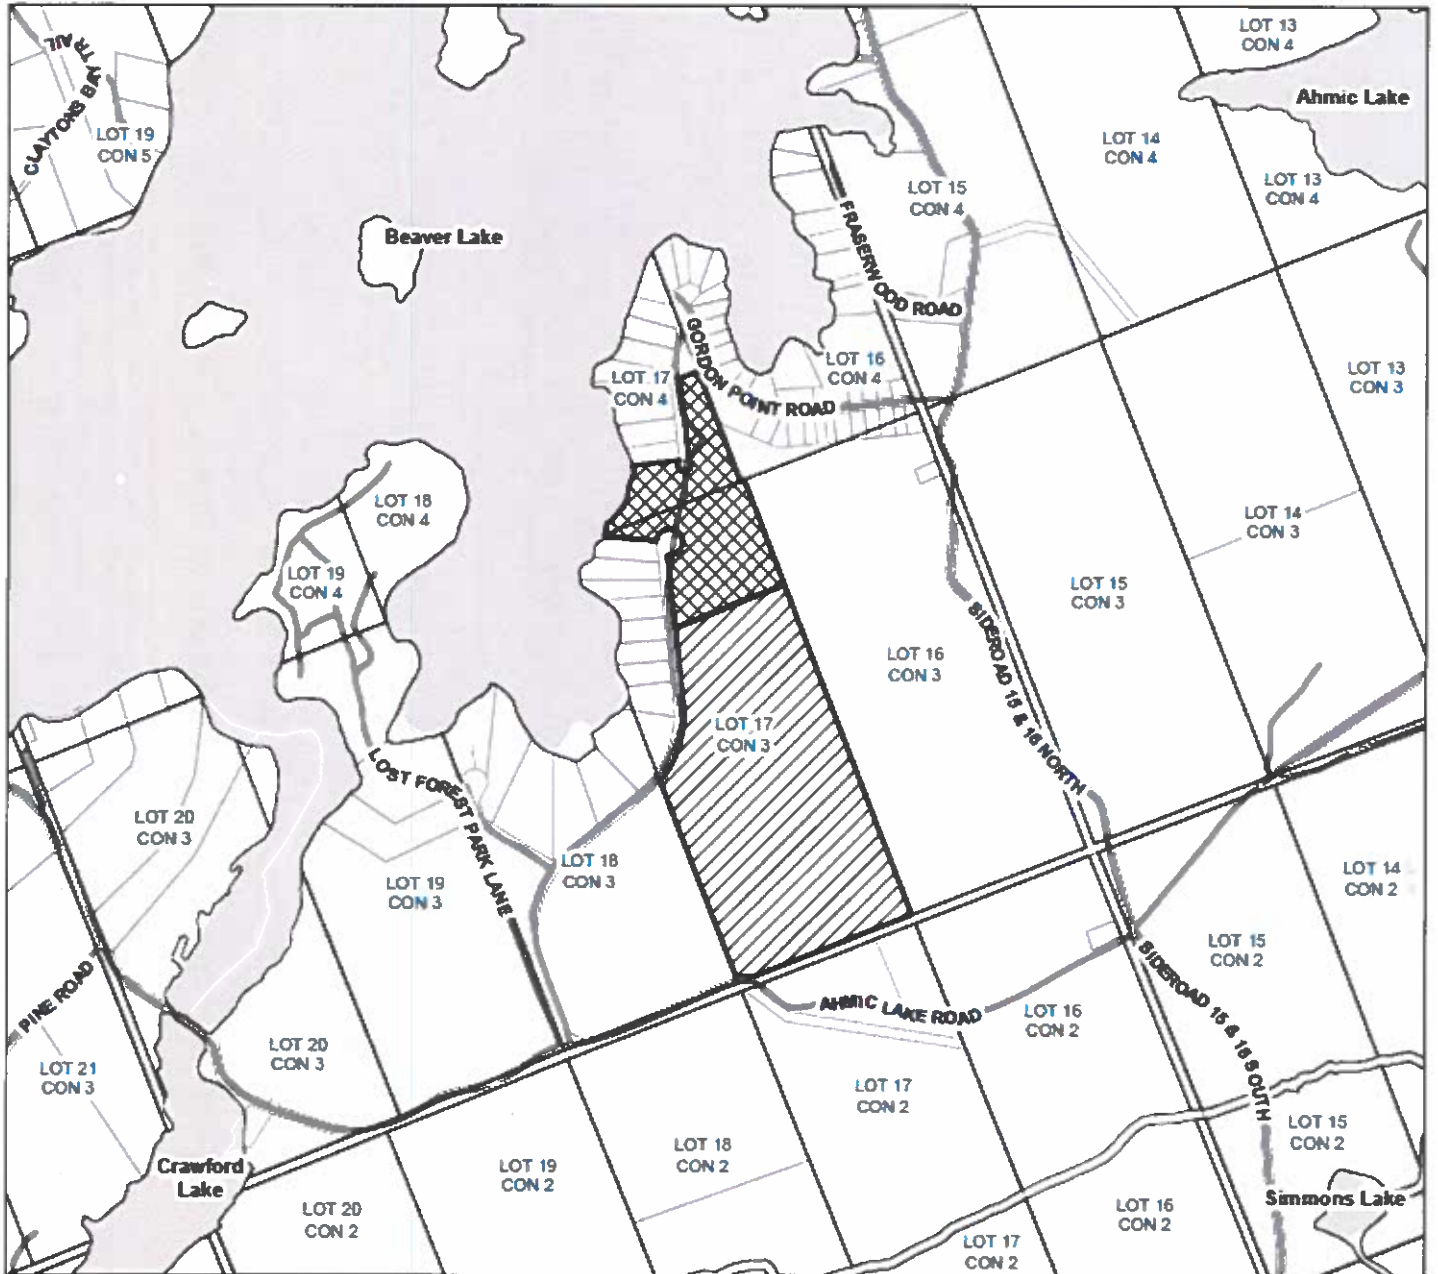 LOT 13
CON 4
Ahmic Lake
CLAYTONS BAY TRAIL
LOT 19
CON 5
LOT 14
CON 4
LOT 15
CON 4
LOT 13
CON 4
Beaver Lake
FRASERWOOD ROAD
GORDON POINT ROAD
LOT 16
CON 4
LOT 17
CON 4
LOT 13
CON 3
LOT 18
CON 4
LOT 14
CON 3
LOT 19
CON 4
LOT 15
CON 3
SIDEROAD 15 & 16 NORTH
LOT 16
CON 3
LOT 17
CON 3
LOST FOREST PARK LANE
LOT 20
CON 3
LOT 18
CON 3
LOT 19
CON 3
LOT 14
CON 2
LOT 15
CON 2
SIDEROAD 15 & 16 SOUTH
PINE ROAD
AHMIC LAKE ROAD
LOT 16
CON 2
LOT 20
CON 3
LOT 21
CON 3
LOT 17
CON 2
LOT 15
CON 2
LOT 18
CON 2
Crawford
Lake
LOT 19
CON 2
Simmons Lake
LOT 20
CON 2
LOT 16
CON 2
LOT 17
CON 2